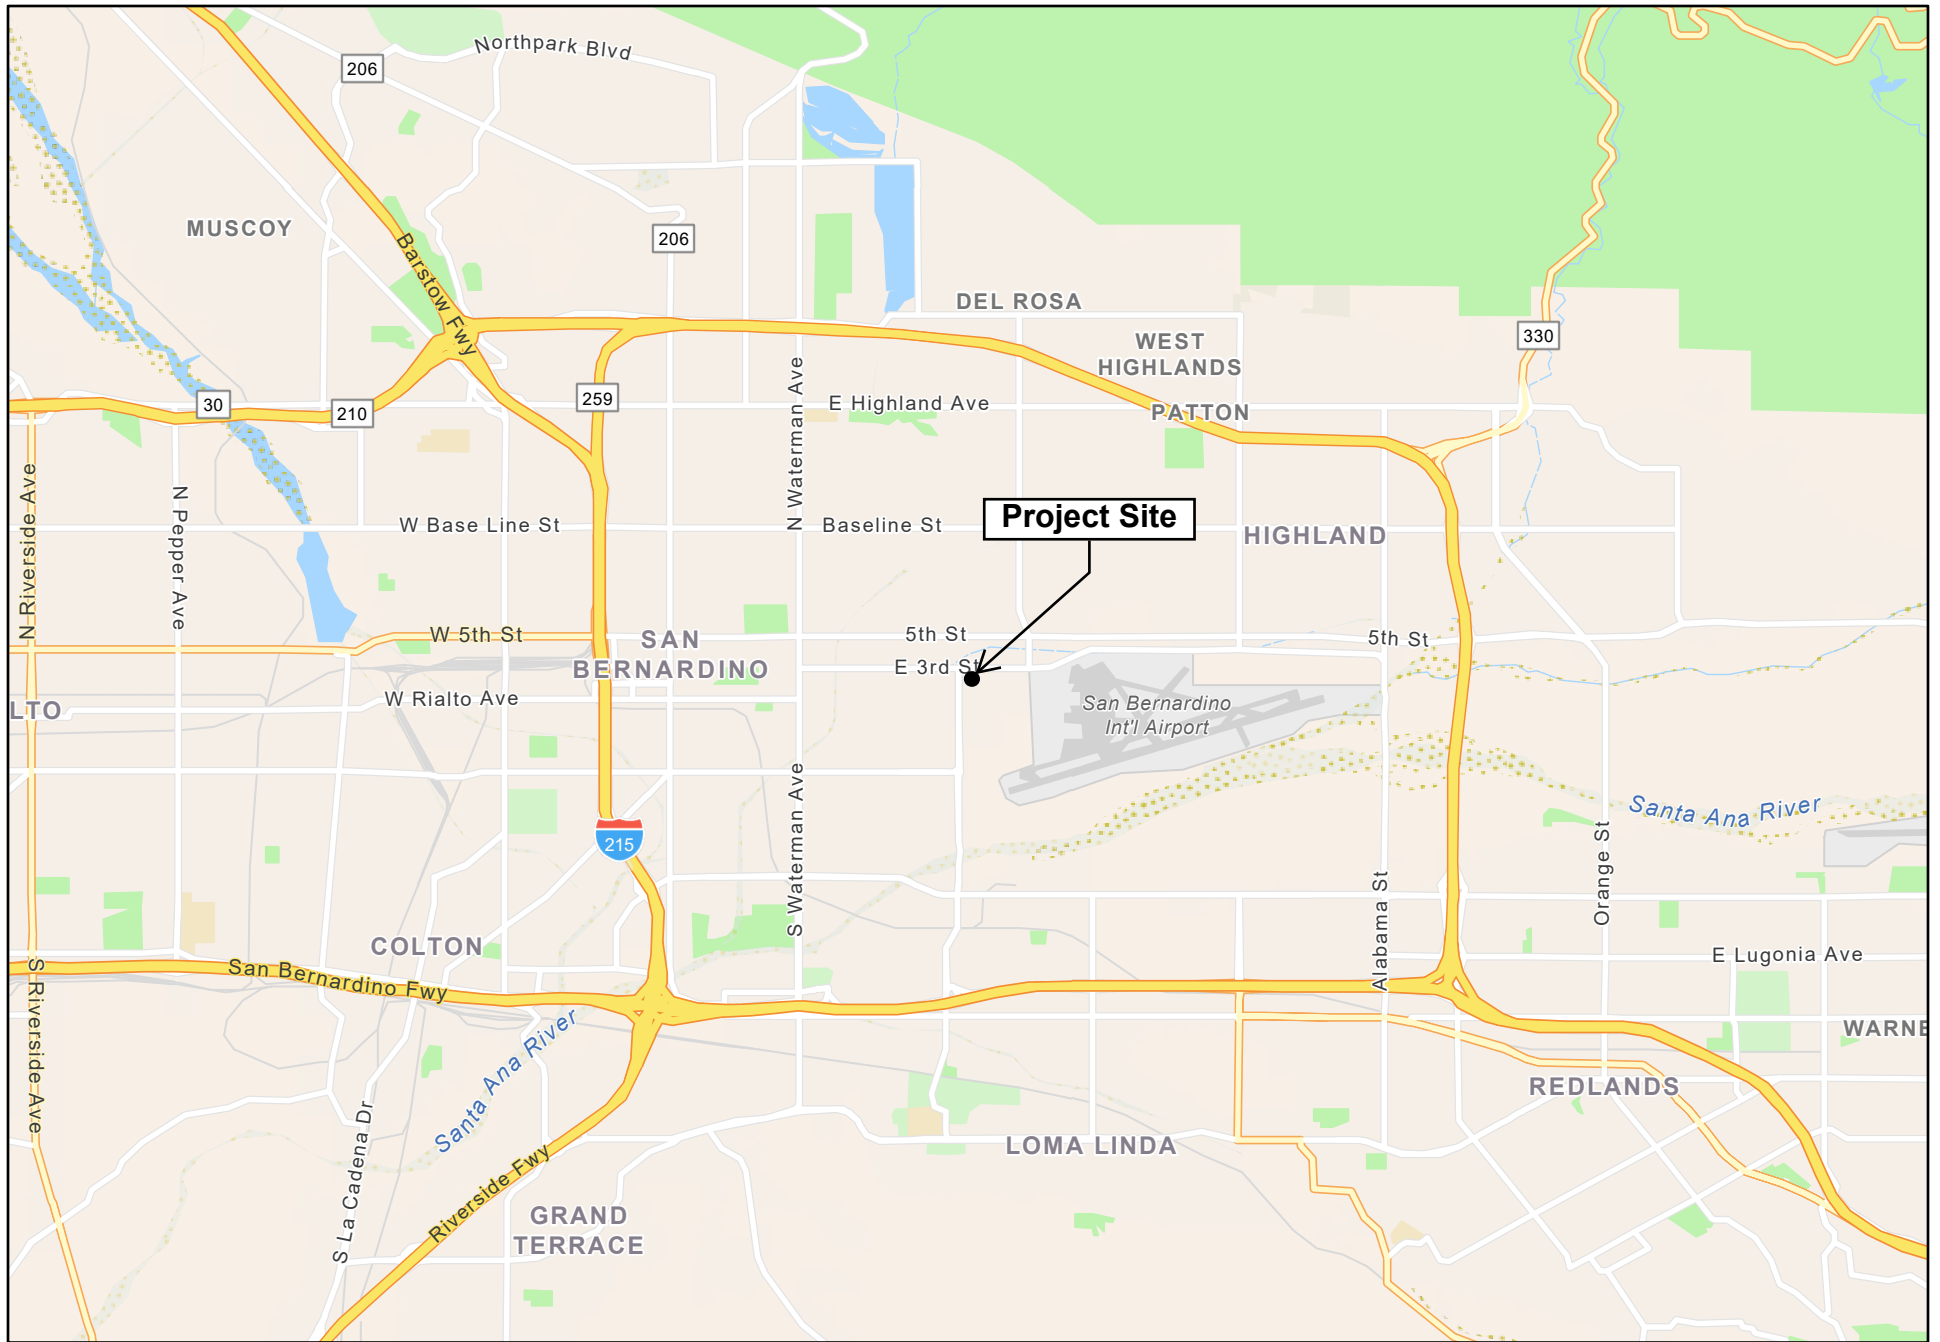 Northpark Blvd
206
MUSCOY
206
Barstow Fwy
DEL ROSA
WEST
HIGHLANDS
330
30
210
259
N Waterman Ave
E Highland Ave
PATTON
N Riverside Ave
N Pepper Ave
W Base Line St
Baseline St
Project Site
HIGHLAND
W 5th St
SAN
BERNARDINO
5th St
5th St
E 3rd St
W Rialto Ave
LTO
San Bernardino
Int'l Airport
S Waterman Ave
215
Santa Ana River
Orange St
Alabama St
COLTON
E Lugonia Ave
San Bernardino Fwy
S Riverside Ave
Santa Ana River
WARNE
REDLANDS
S La Cadena Dr
LOMA LINDA
Riverside Fwy
GRAND
TERRACE